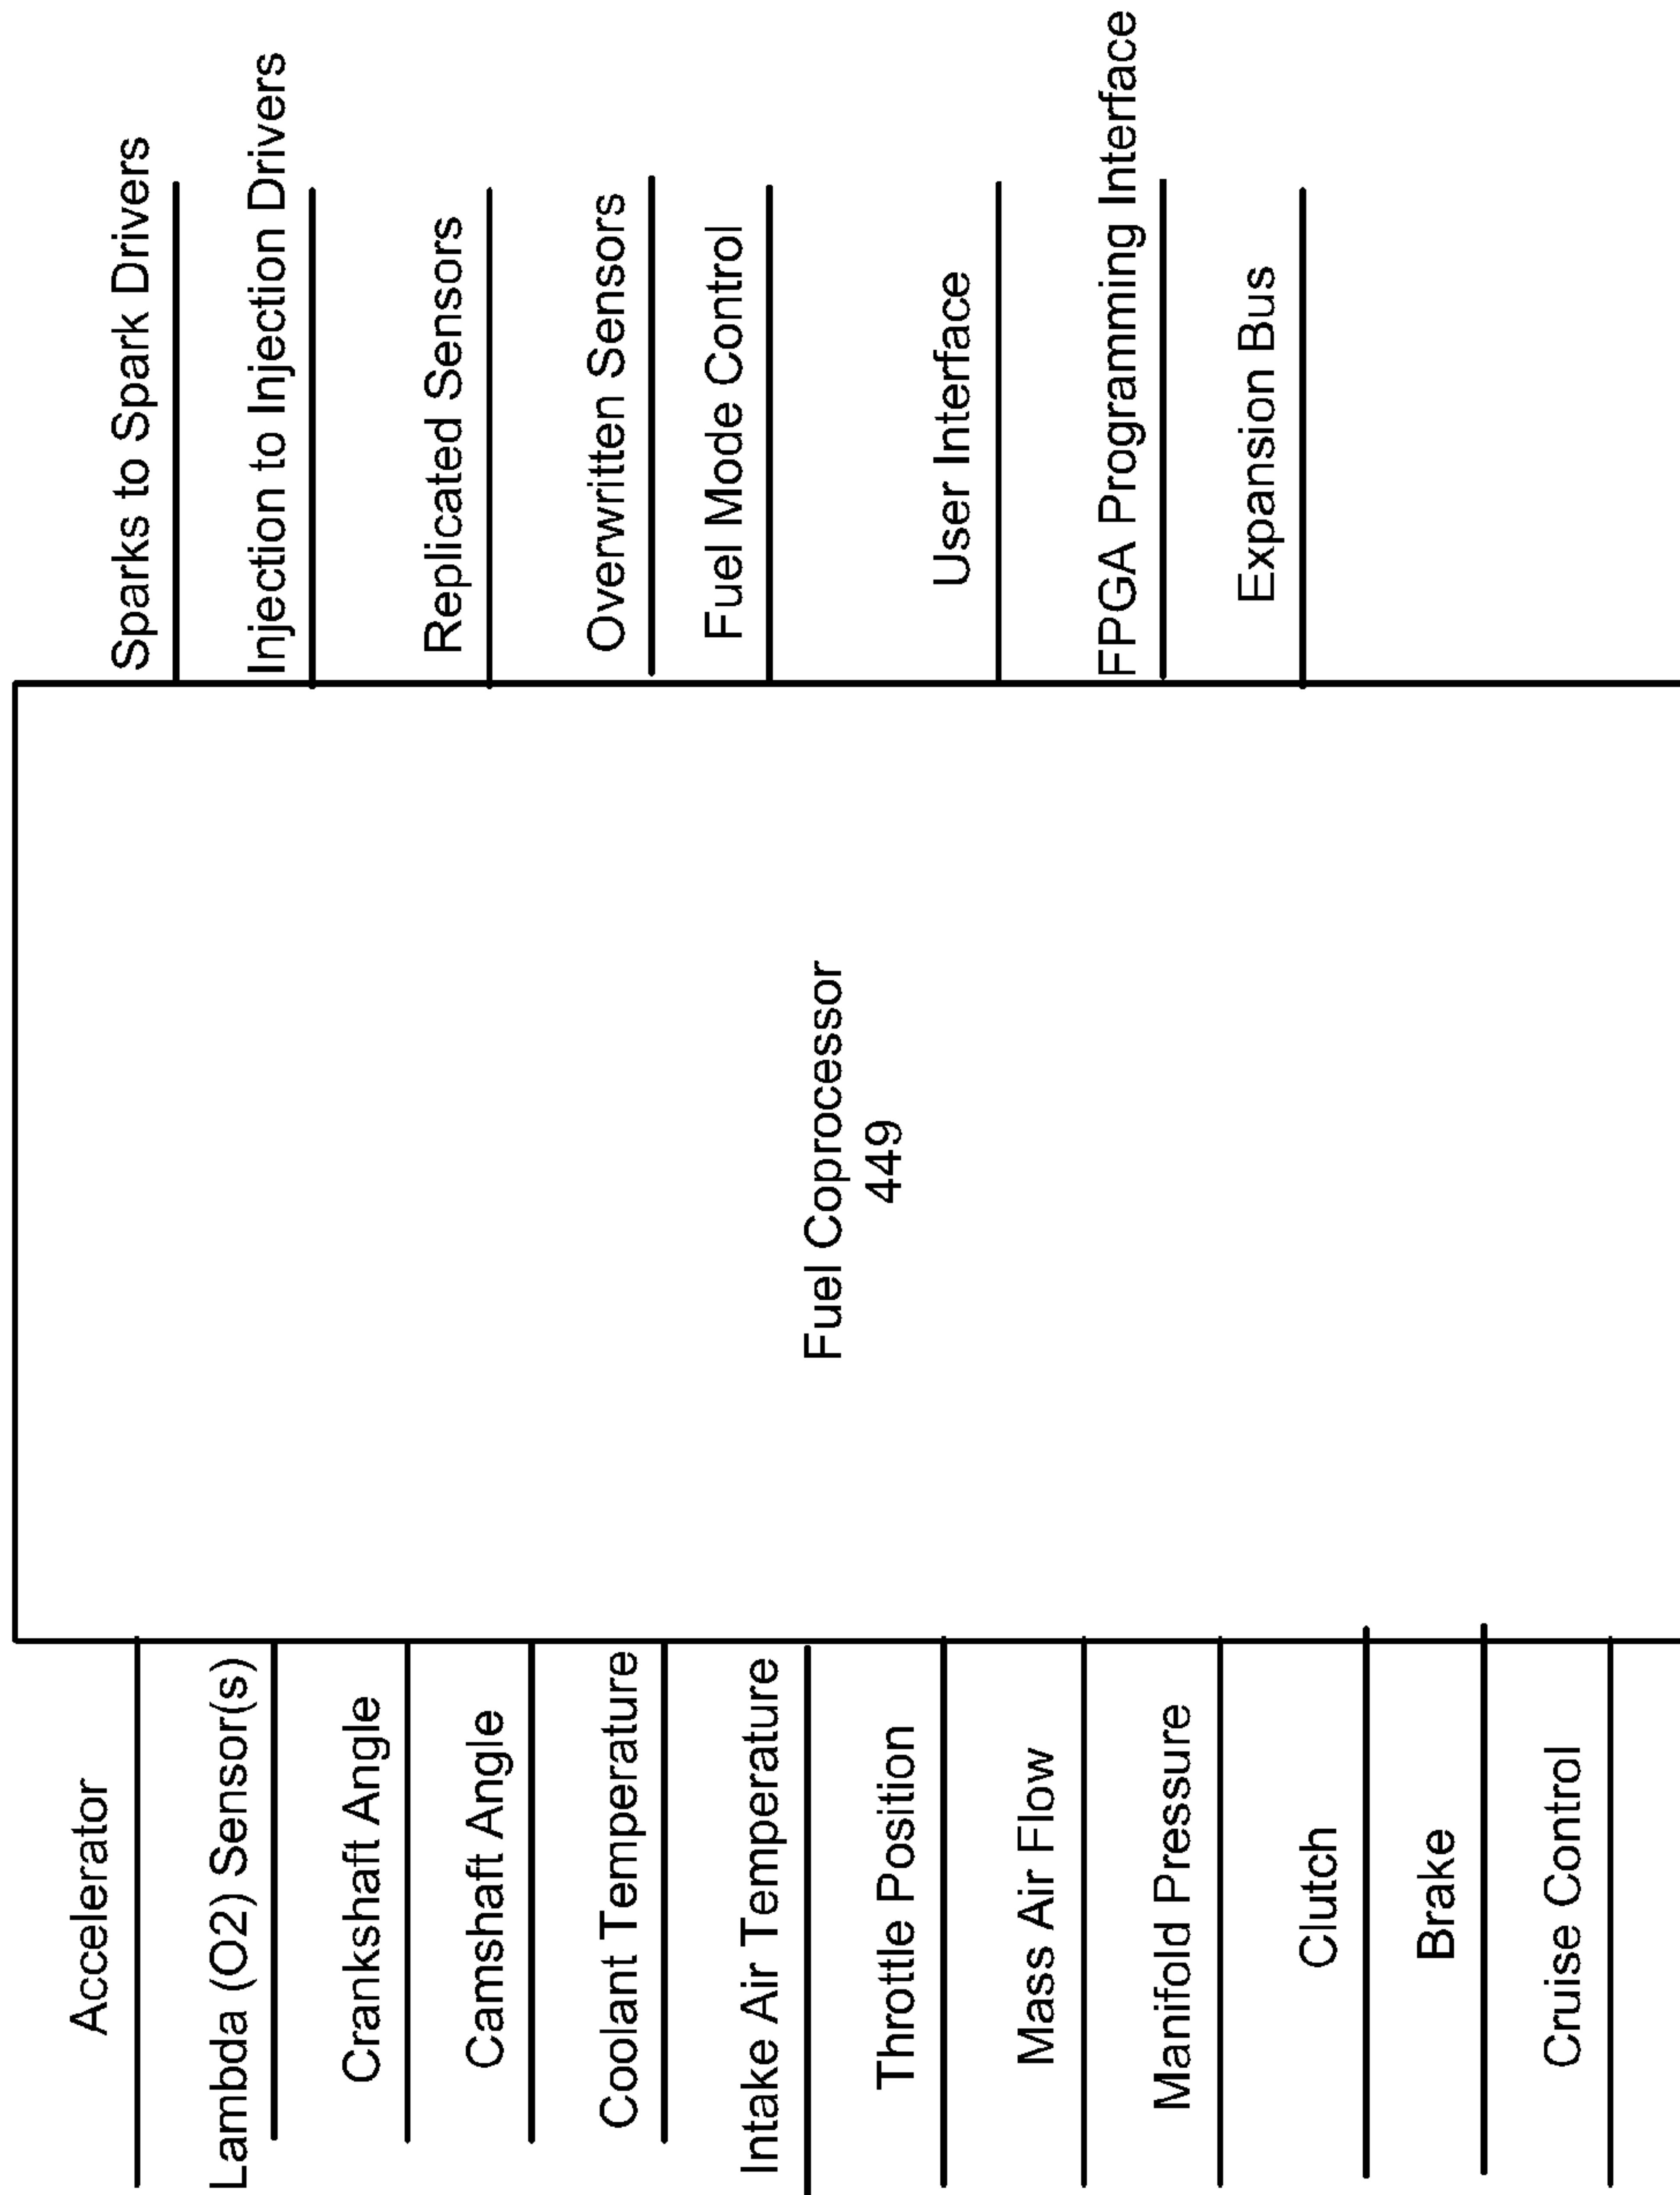 Accelerator
Lambda (O2) Sensor(s)
Crankshaft Angle
Camshaft Angle
Coolant Temperature
Intake Air Temperature
Throttle Position
Mass Air Flow
Manifold Pressure
Clutch
Brake
Cruise Control
Fuel Coprocessor
449
Sparks to Spark Drivers
Injection to Injection Drivers
Replicated Sensors
Overwritten Sensors
Fuel Mode Control
User Interface
FPGA Programming Interface
Expansion Bus